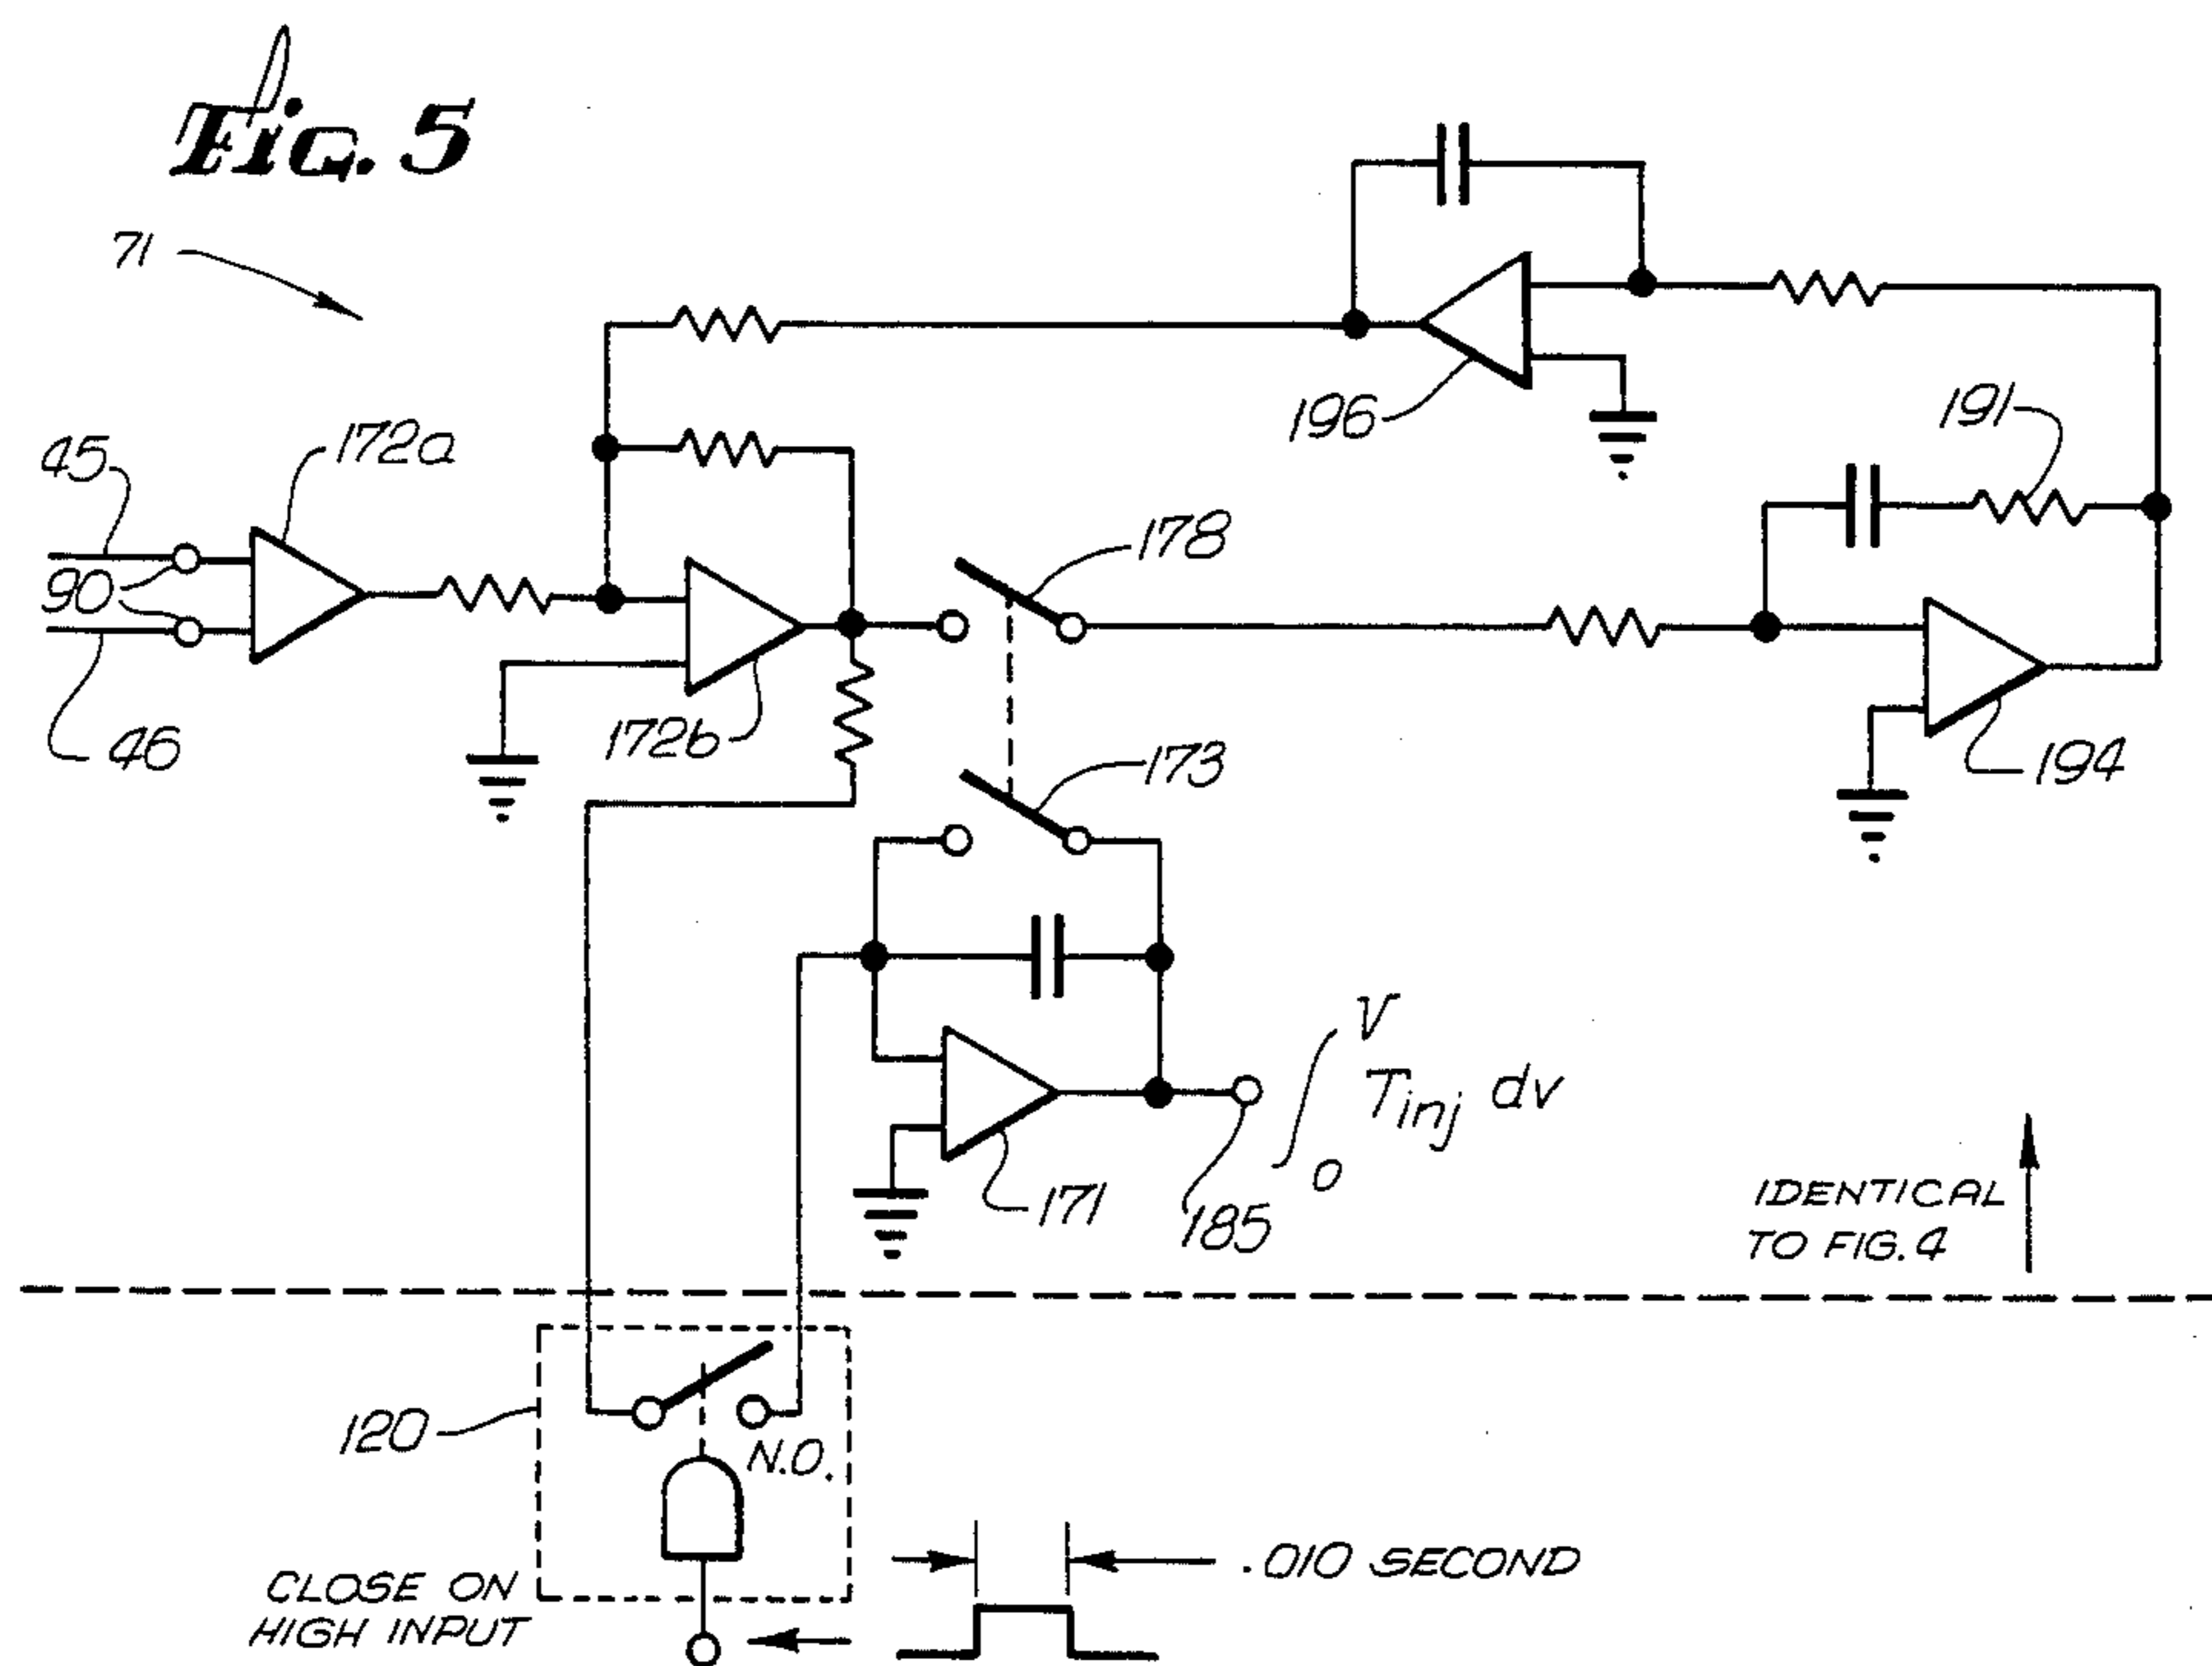 Fig. 5
71
196
191
45
172a
90
178
46
172b
173
194
V
∫ T_inj dv
0
171
185
IDENTICAL
TO FIG. 4
120
N.O.
.010 SECOND
CLOSE ON
HIGH INPUT